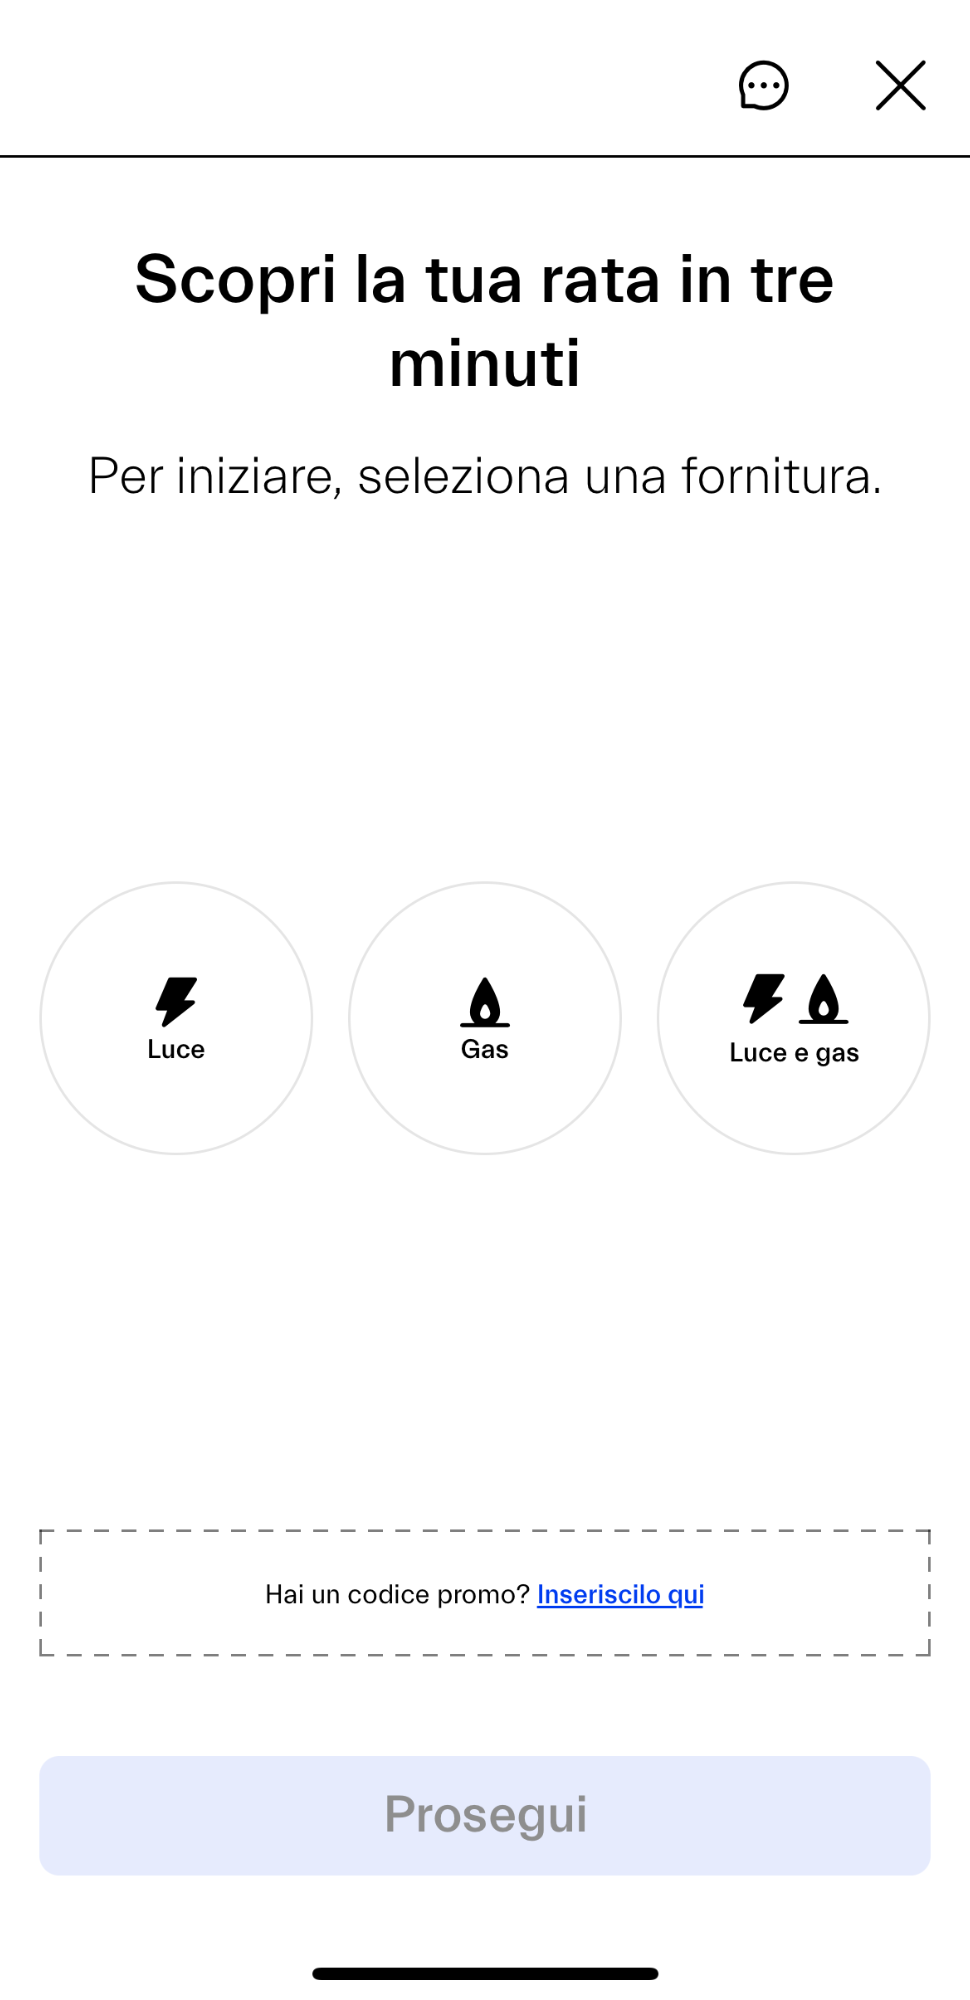 Scopri la tua rata in tre
minuti
Per iniziare, seleziona una fornitura.
Luce
Gas
Luce e gas
Hai un codice promo? Inseriscilo qui
Prosegui